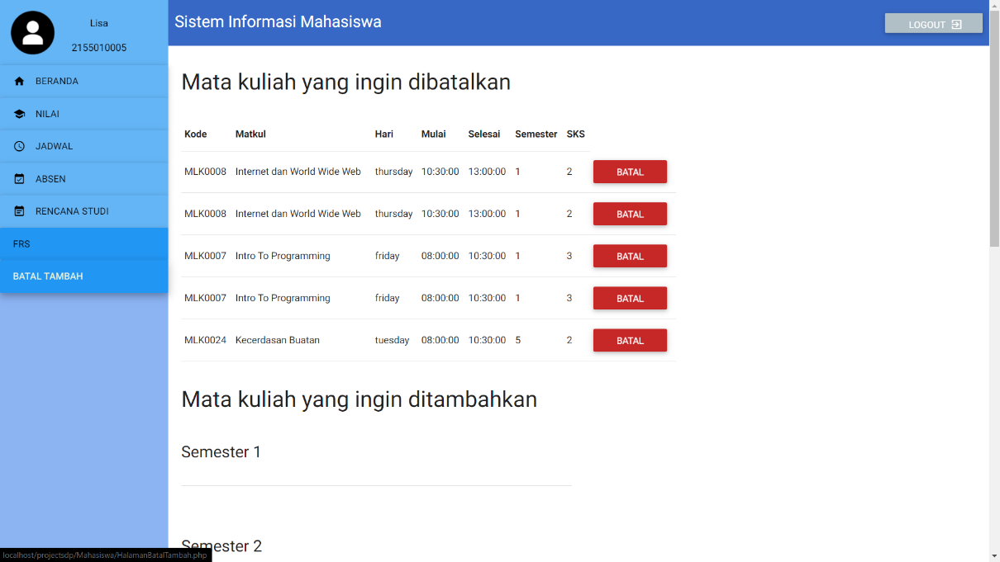 Lisa
2155010005
BERANDA
NILAI
JADWAL
ABSEN
RENCANA STUDI
FRS
BATAL TAMBAH
Sistem Informasi Mahasiswa
LOGOUT
Mata kuliah yang ingin dibatalkan
Kode Matkul Hari Mulai Selesai Semester SKS
MLK0008 Internet dan World Wide Web thursday 10:30:00 13:00:00 1 2 BATAL
MLK0008 Internet dan World Wide Web thursday 10:30:00 13:00:00 1 2 BATAL
MLK0007 Intro To Programming friday 08:00:00 10:30:00 1 3 BATAL
MLK0007 Intro To Programming friday 08:00:00 10:30:00 1 3 BATAL
MLK0024 Kecerdasan Buatan tuesday 08:00:00 10:30:00 5 2 BATAL
Mata kuliah yang ingin ditambahkan
Semester 1
Semester 2
localhost/projectsdp/Mahasiswa/HalamanBatalTambah.php